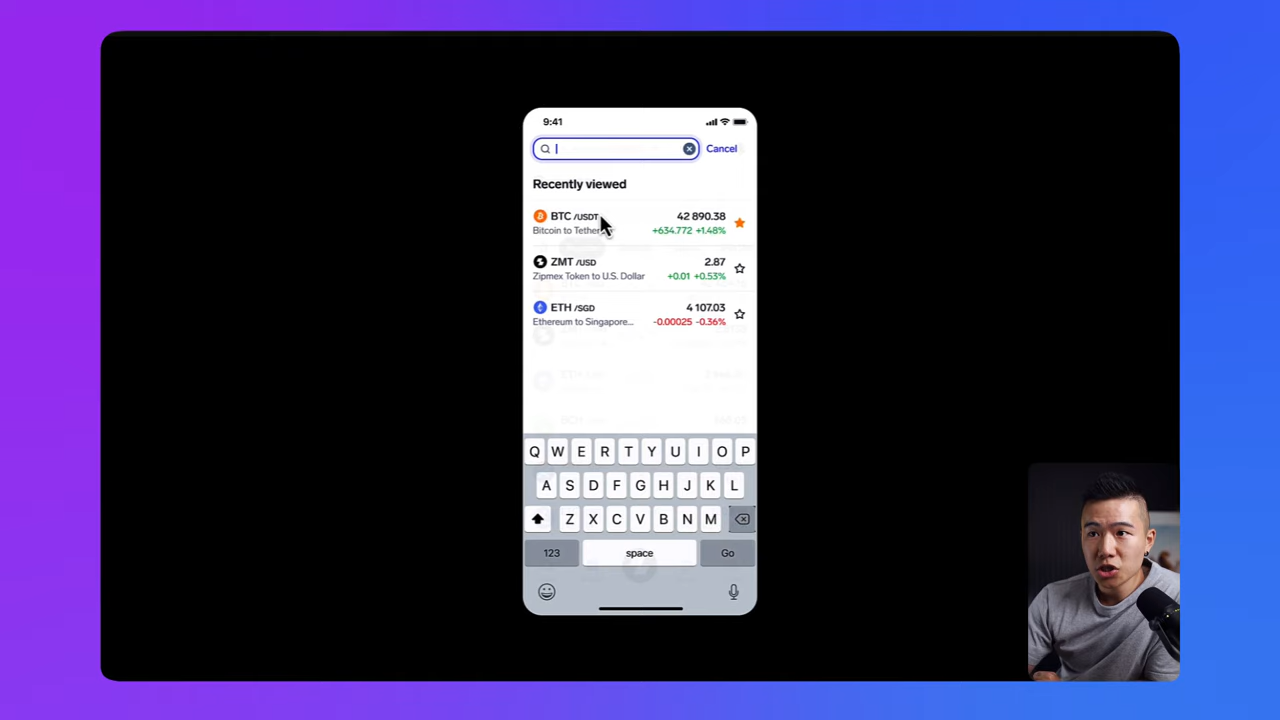 9:41
Cancel
Recently viewed
BTC /USDT 42 890.38
Bitcoin to Tether +634.772 +1.48%
ZMT /USD 2.87
Zipmex Token to U.S. Dollar +0.01 +0.53%
ETH /SGD 4 107.03
Ethereum to Singapore... -0.00025 -0.36%
Q W E R T Y U I O P
A S D F G H J K L
Z X C V B N M
123 space Go